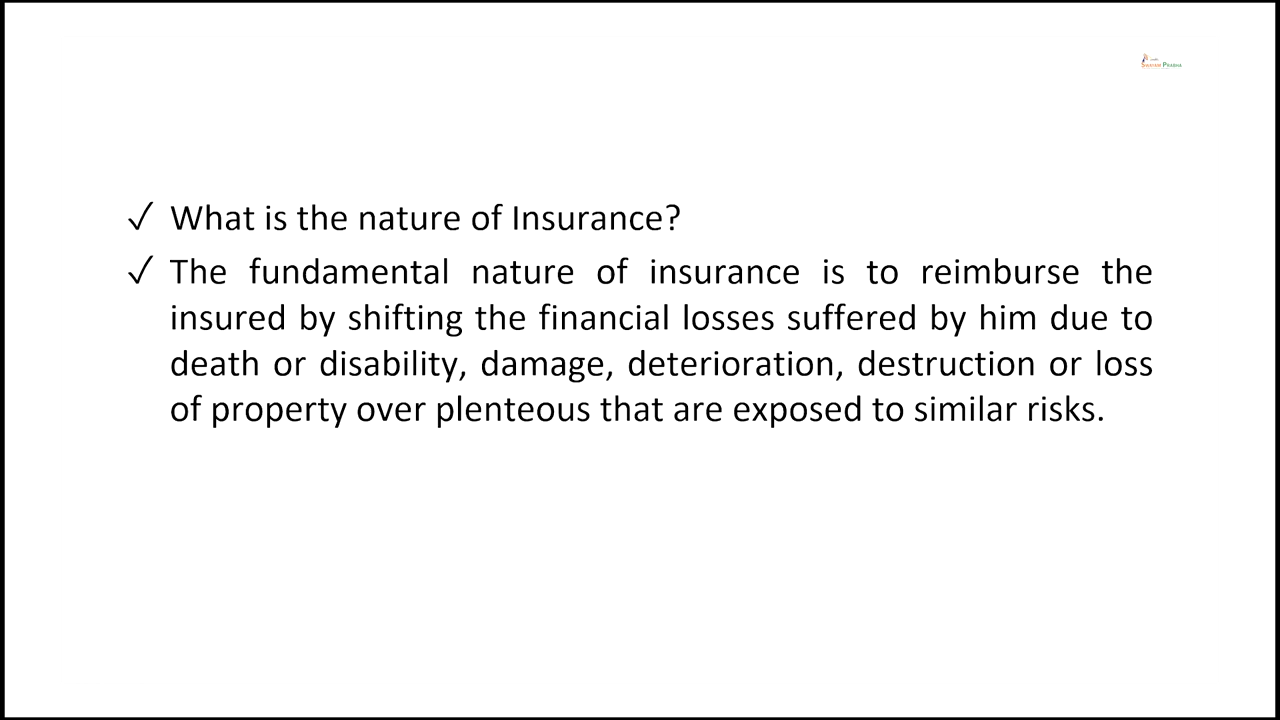 SWAYAM PRABHA
✓ What is the nature of Insurance?
✓ The fundamental nature of insurance is to reimburse the
insured by shifting the financial losses suffered by him due to
death or disability, damage, deterioration, destruction or loss
of property over plenteous that are exposed to similar risks.